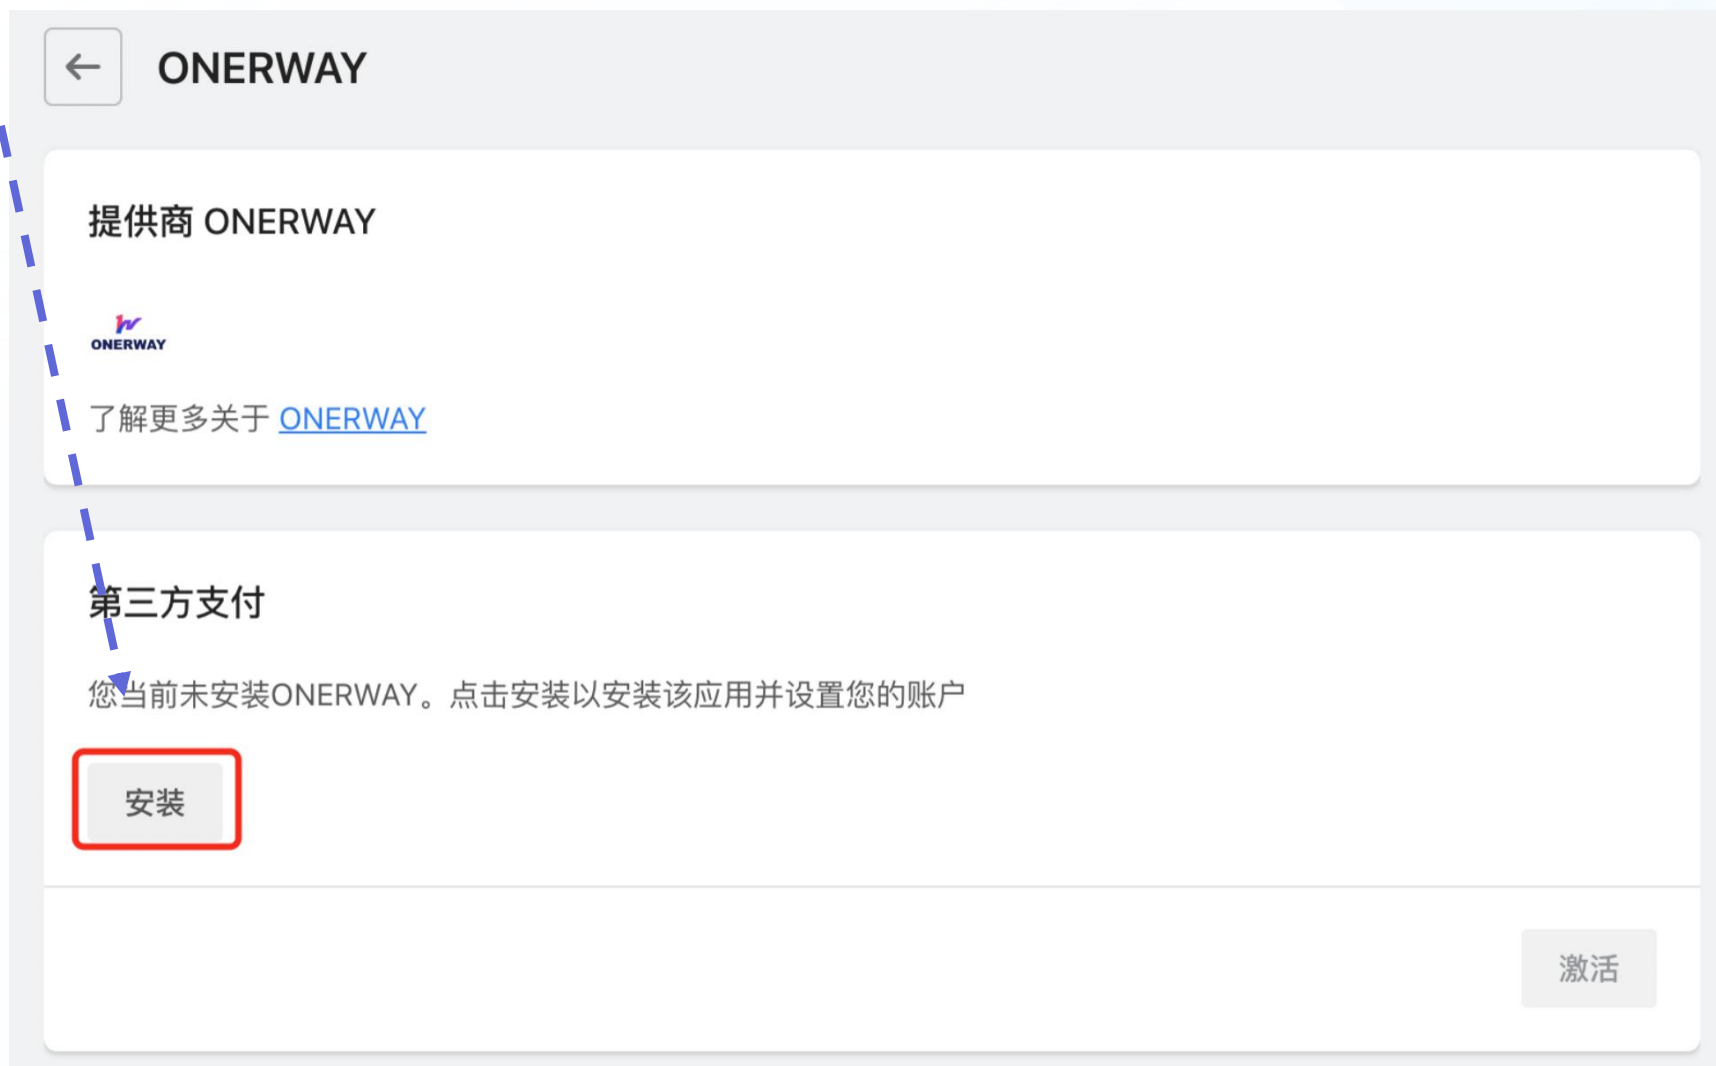 ONERWAY
提供商 ONERWAY
ONERWAY
了解更多关于 ONERWAY
第三方支付
您当前未安装ONERWAY。点击安装以安装该应用并设置您的账户
安装
激活